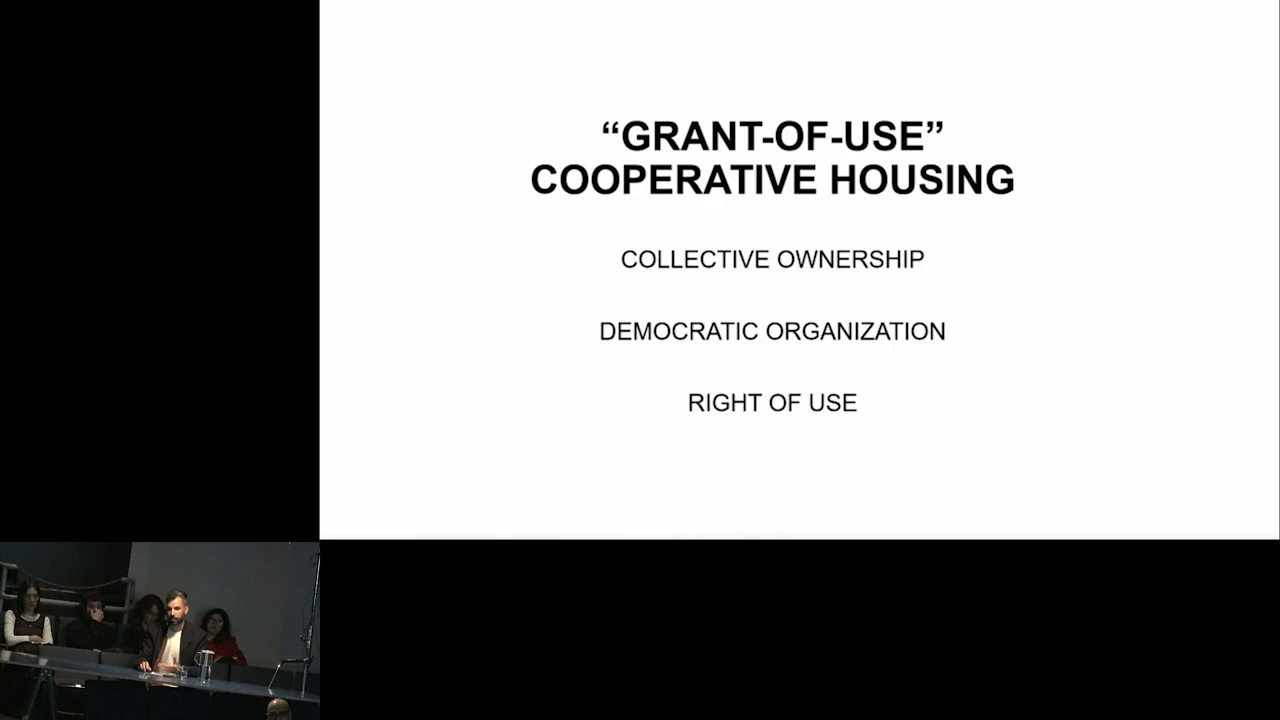 “GRANT-OF-USE”
COOPERATIVE HOUSING
COLLECTIVE OWNERSHIP
DEMOCRATIC ORGANIZATION
RIGHT OF USE